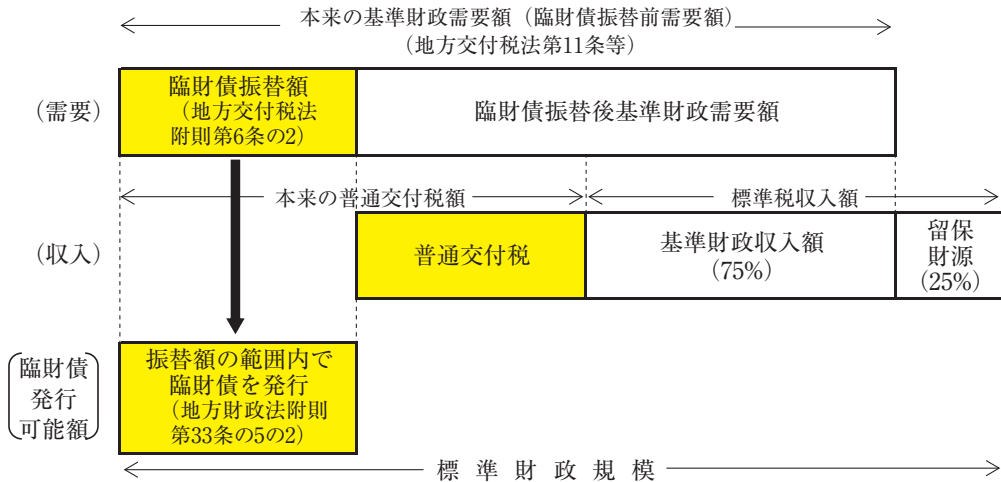 本来の基準財政需要額（臨財債振替前需要額）
（地方交付税法第11条等）
（需要）
臨財債振替額
（地方交付税法
附則第6条の2）
臨財債振替後基準財政需要額
本来の普通交付税額
標準税収入額
（収入）
普通交付税
基準財政収入額
（75%）
留保
財源
（25%）
臨財債
発行
可能額
振替額の範囲内で
臨財債を発行
（地方財政法附則
第33条の5の2）
標準財政規模